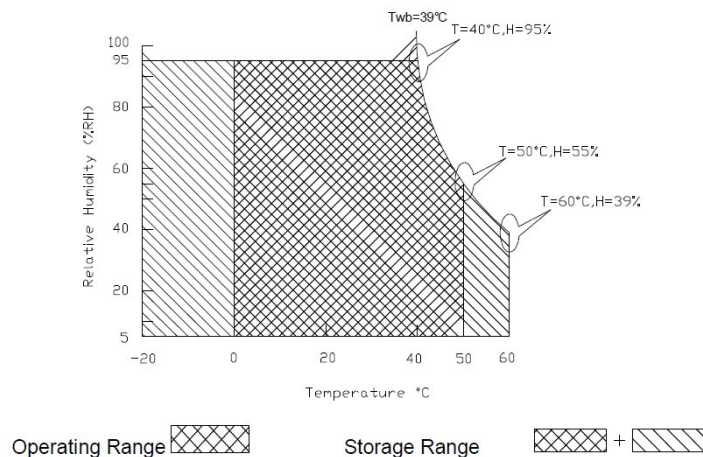 Twb=39°C
T=40°C,H=95%
100
95
80
60
40
20
5
Relative Humidity (%RH)
T=50°C,H=55%
T=60°C,H=39%
-20
0
20
40
50
60
Temperature °C
Operating Range
Storage Range
+